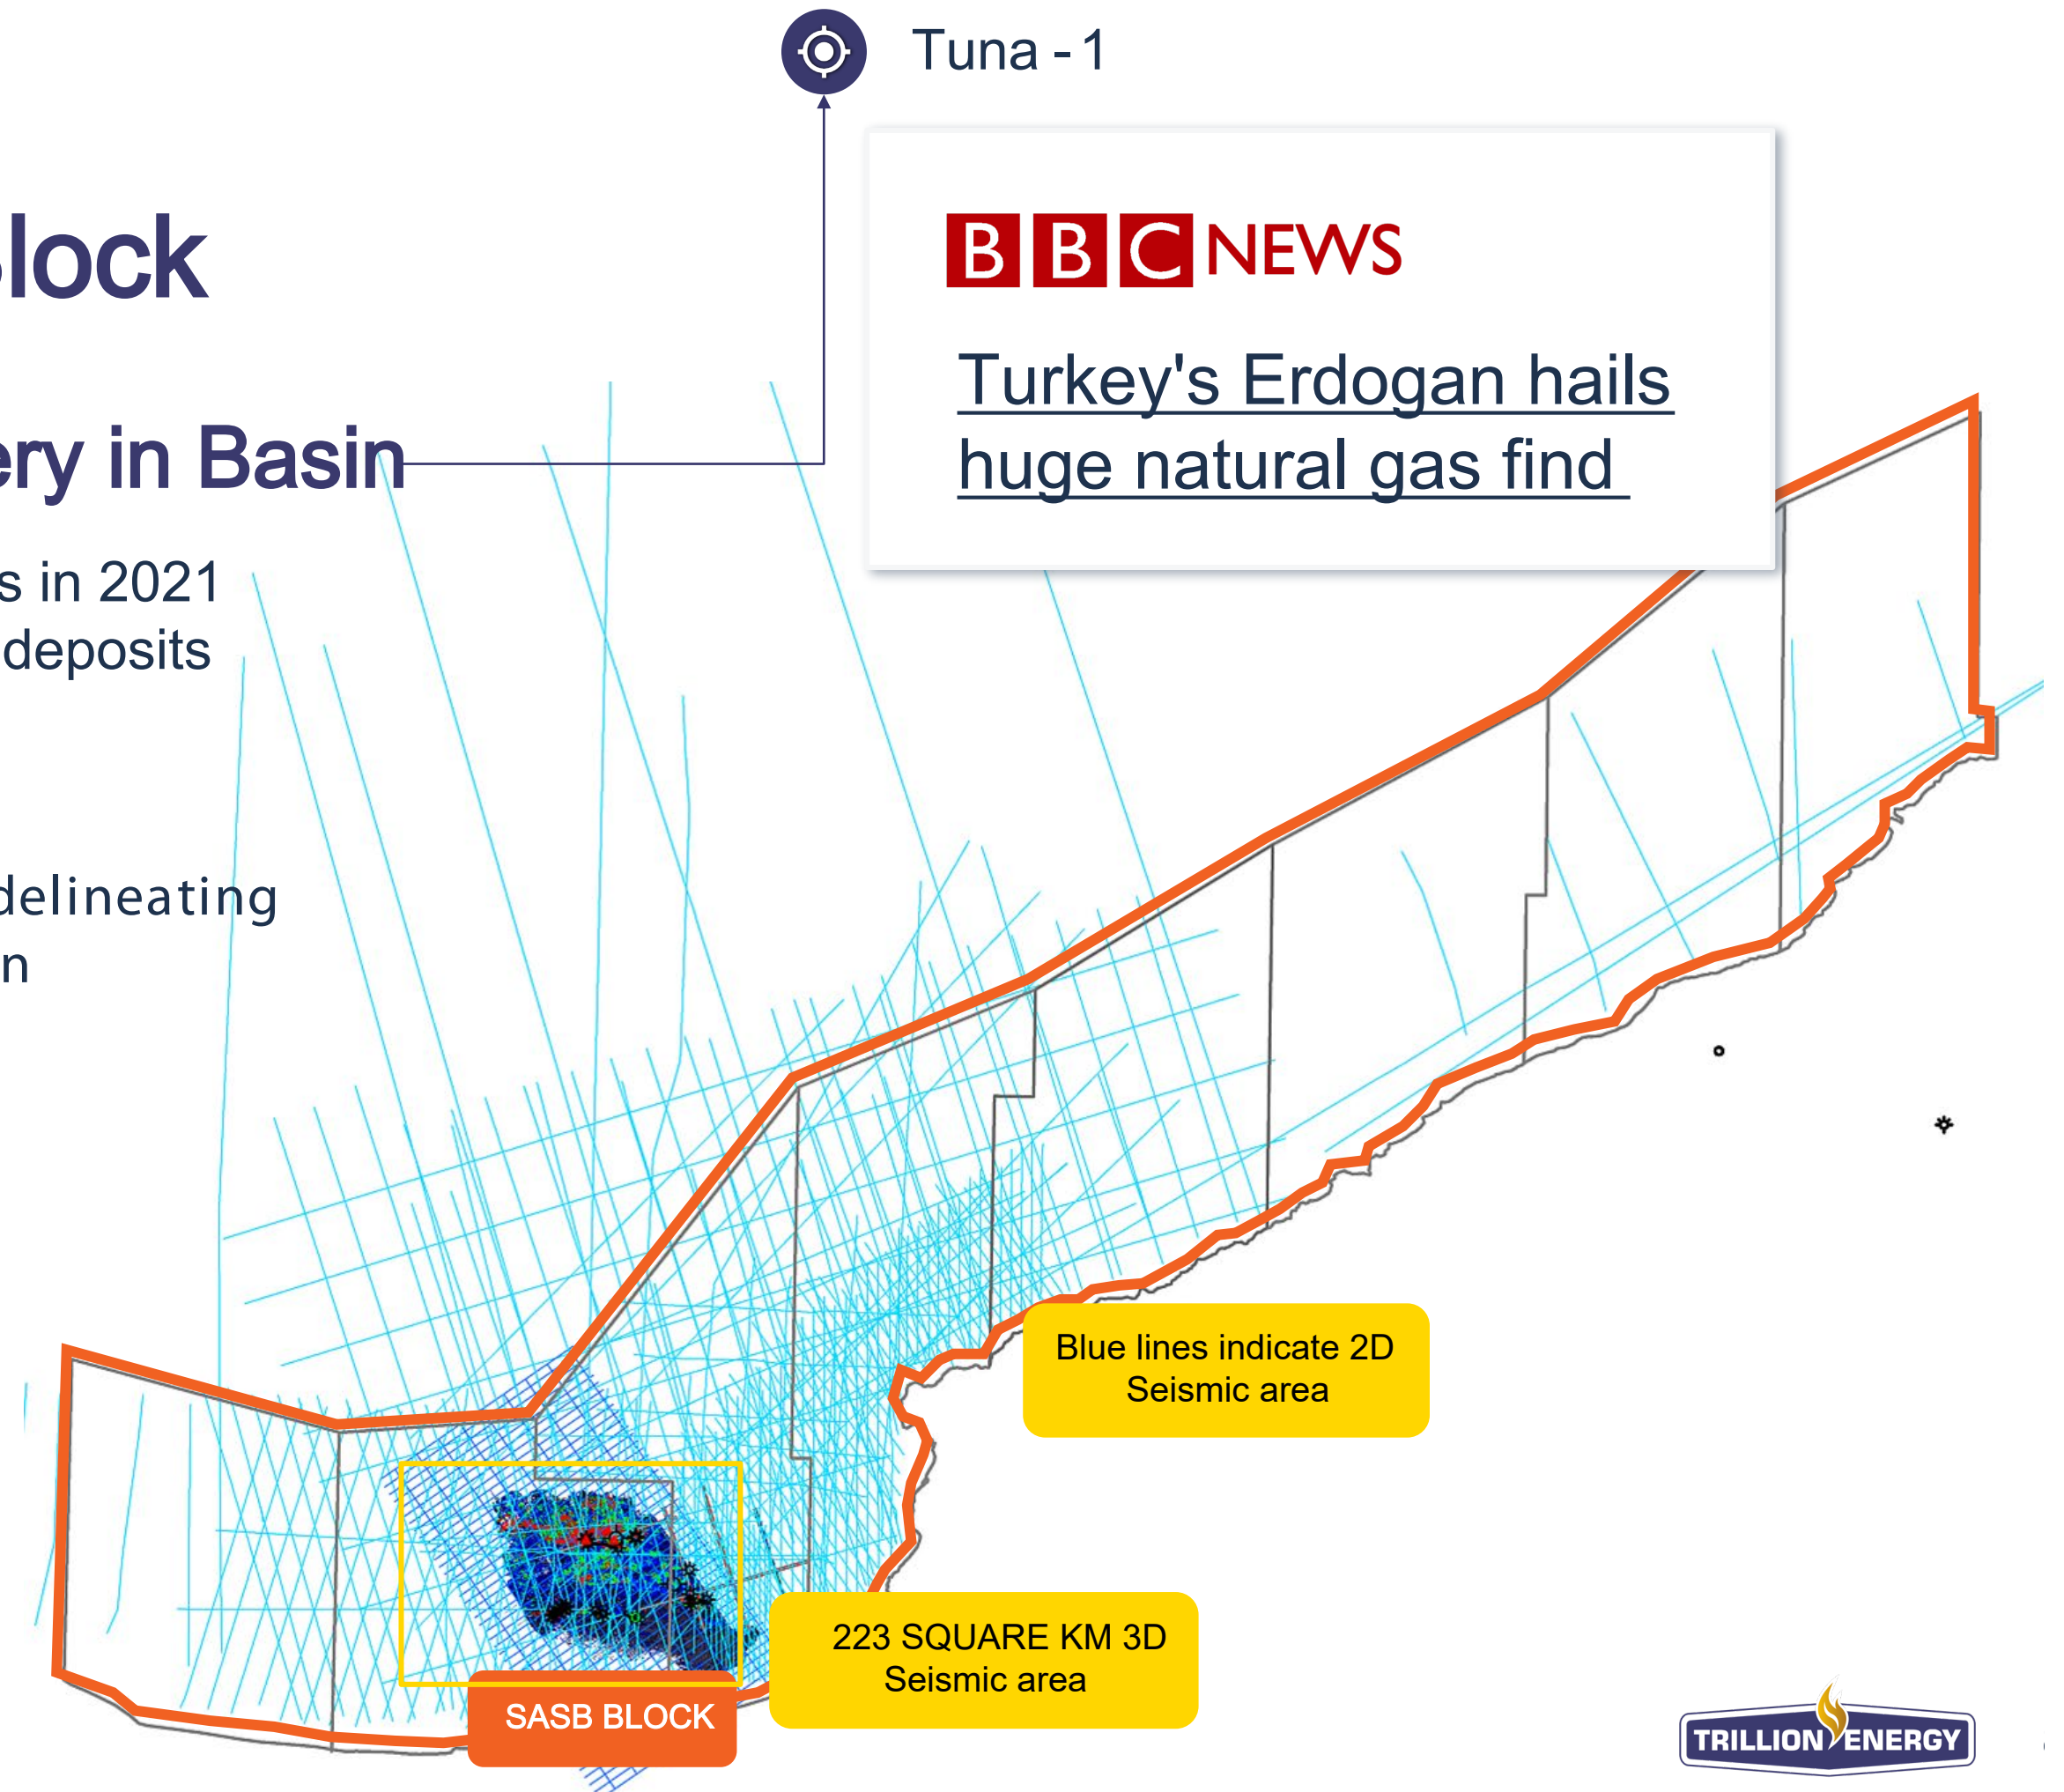 Tuna - 1
lock
BBC NEWS
Turkey's Erdogan hails
huge natural gas find
ery in Basin
s in 2021
deposits
delineating
n
Blue lines indicate 2D
Seismic area
223 SQUARE KM 3D
Seismic area
SASB BLOCK
TRILLION ENERGY